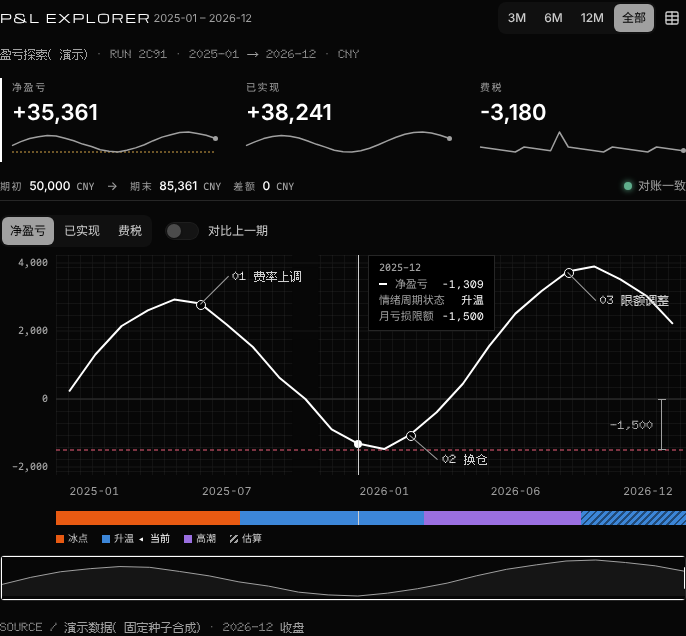 P&L EXPLORER 2025-01 – 2026-12 3M 6M 12M 全部
盈亏探索( 演示) · RUN 2C91 · 2025-01 → 2026-12 · CNY
净盈亏 已实现 费税
+35,361 +38,241 -3,180
期初 50,000 CNY → 期末 85,361 CNY 差额 0 CNY 对账一致
净盈亏 已实现 费税 对比上一期
4,000
01 费率上调
2025-12
净盈亏 -1,309
情绪周期状态 升温
月亏损限额 -1,500
03 限额调整
2,000
0
-1,500
02 换仓
-2,000
2025-01 2025-07 2026-01 2026-06 2026-12
冰点 升温 ◂ 当前 高潮 估算
SOURCE / 演示数据( 固定种子合成) · 2026-12 收盘